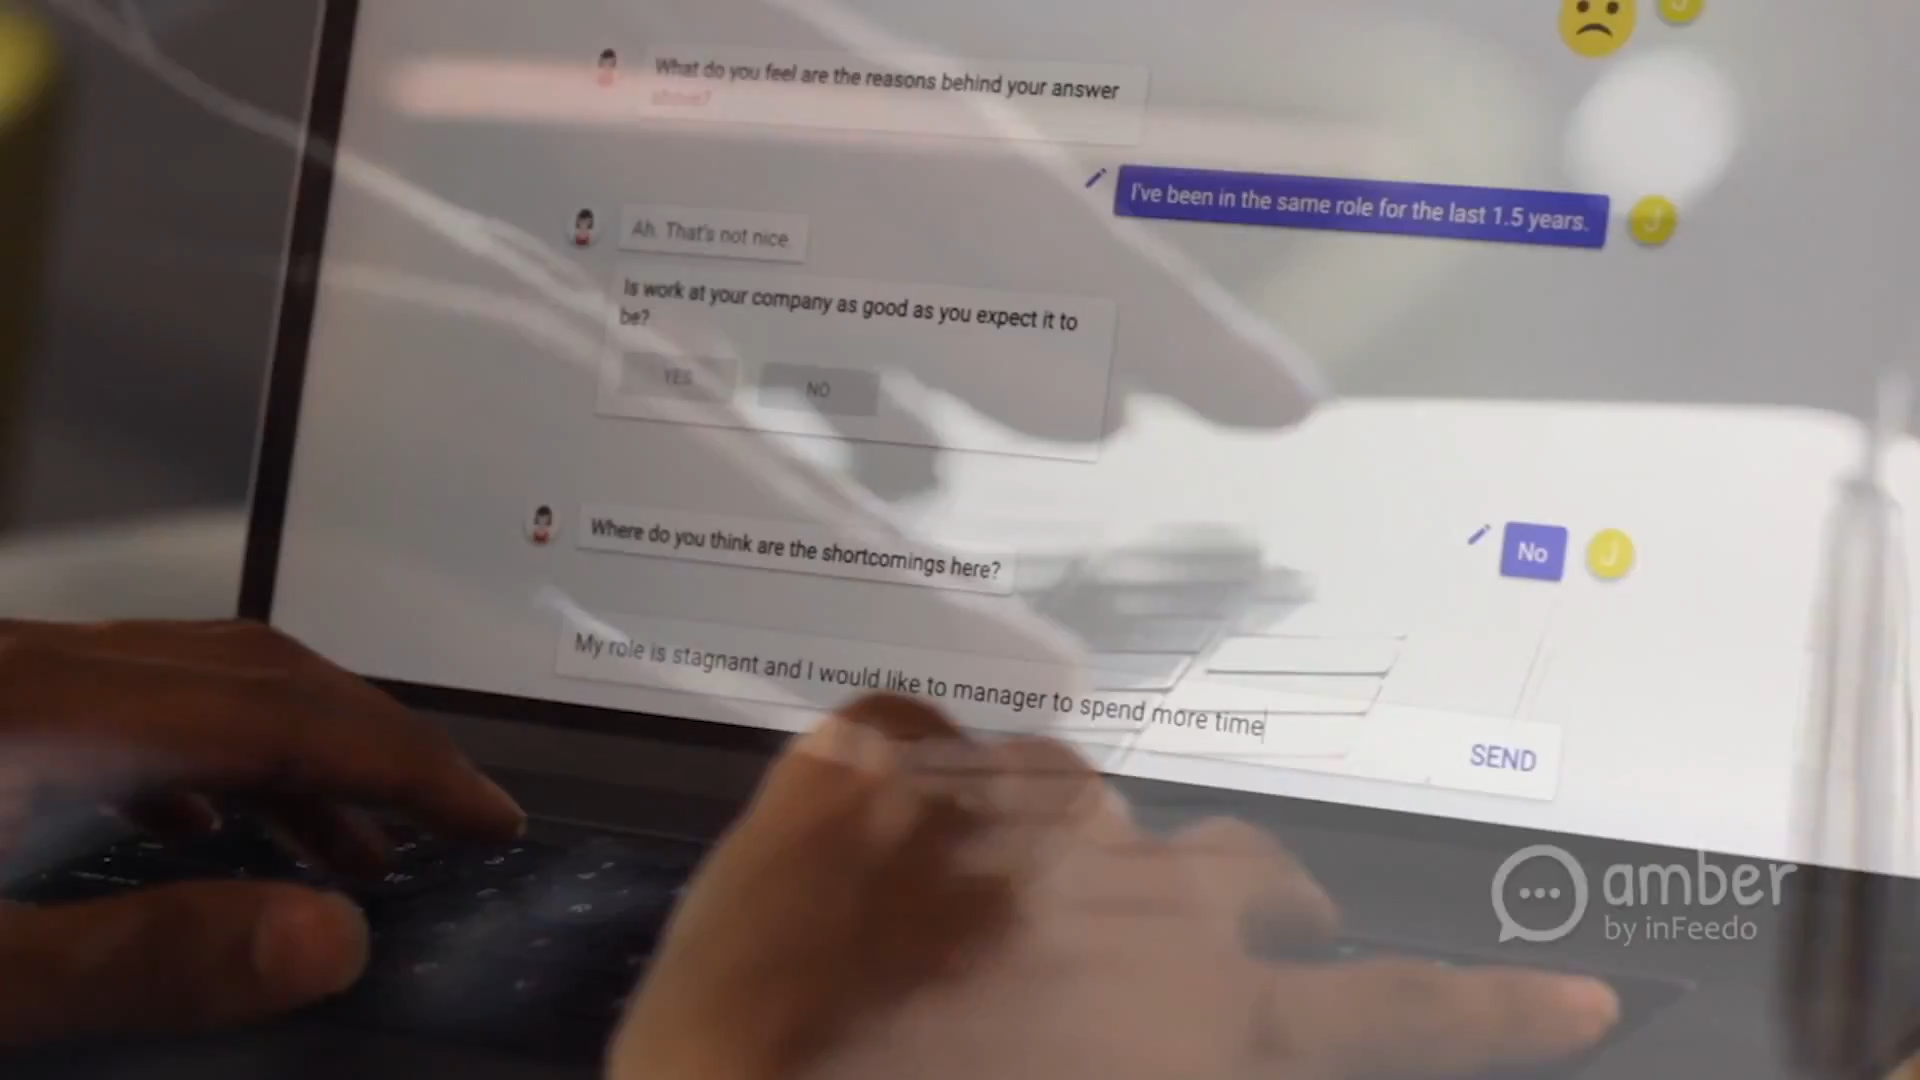 J
What do you feel are the reasons behind your answer
above?
I've been in the same role for the last 1.5 years.
J
Ah. That's not nice
Is work at your company as good as you expect it to
be?
YES
NO
No
J
Where do you think are the shortcomings here?
My role is stagnant and I would like to manager to spend more time
SEND
amber
by inFeedo